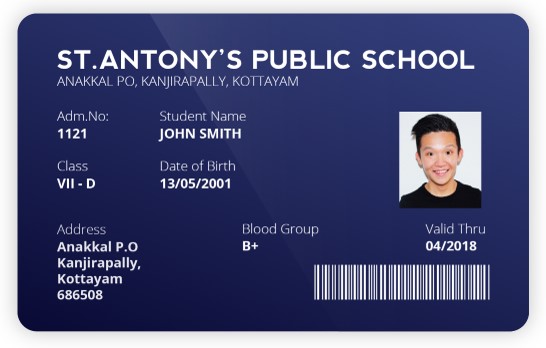 ST.ANTONY'S PUBLIC SCHOOL
ANAKKAL PO, KANJIRAPALLY, KOTTAYAM
Adm.No:
1121
Student Name
JOHN SMITH
Class
VII - D
Date of Birth
13/05/2001
Address
Anakkal P.O
Kanjirapally,
Kottayam
686508
Blood Group
B+
Valid Thru
04/2018